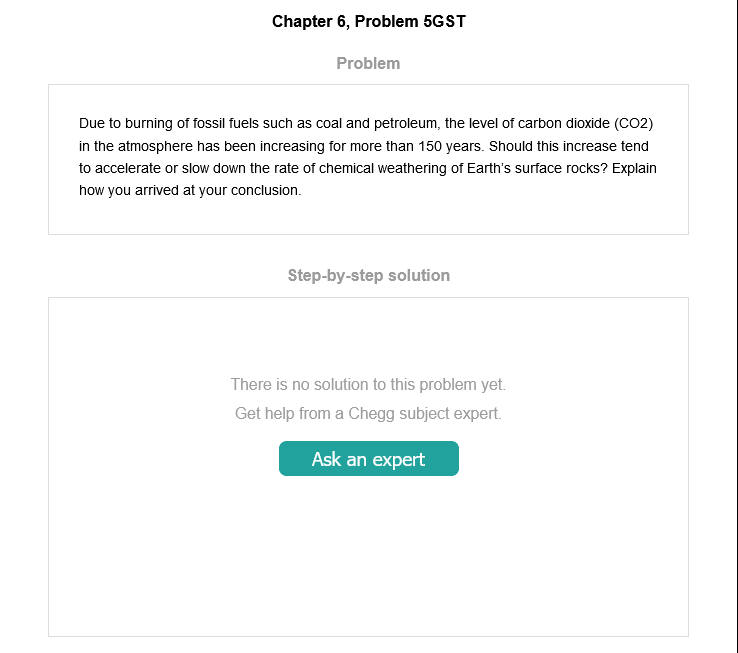 Chapter 6, Problem 5GST
Problem
Due to burning of fossil fuels such as coal and petroleum, the level of carbon dioxide (CO2)
in the atmosphere has been increasing for more than 150 years. Should this increase tend
to accelerate or slow down the rate of chemical weathering of Earth's surface rocks? Explain
how you arrived at your conclusion.
Step-by-step solution
There is no solution to this problem yet.
Get help from a Chegg subject expert.
Ask an expert